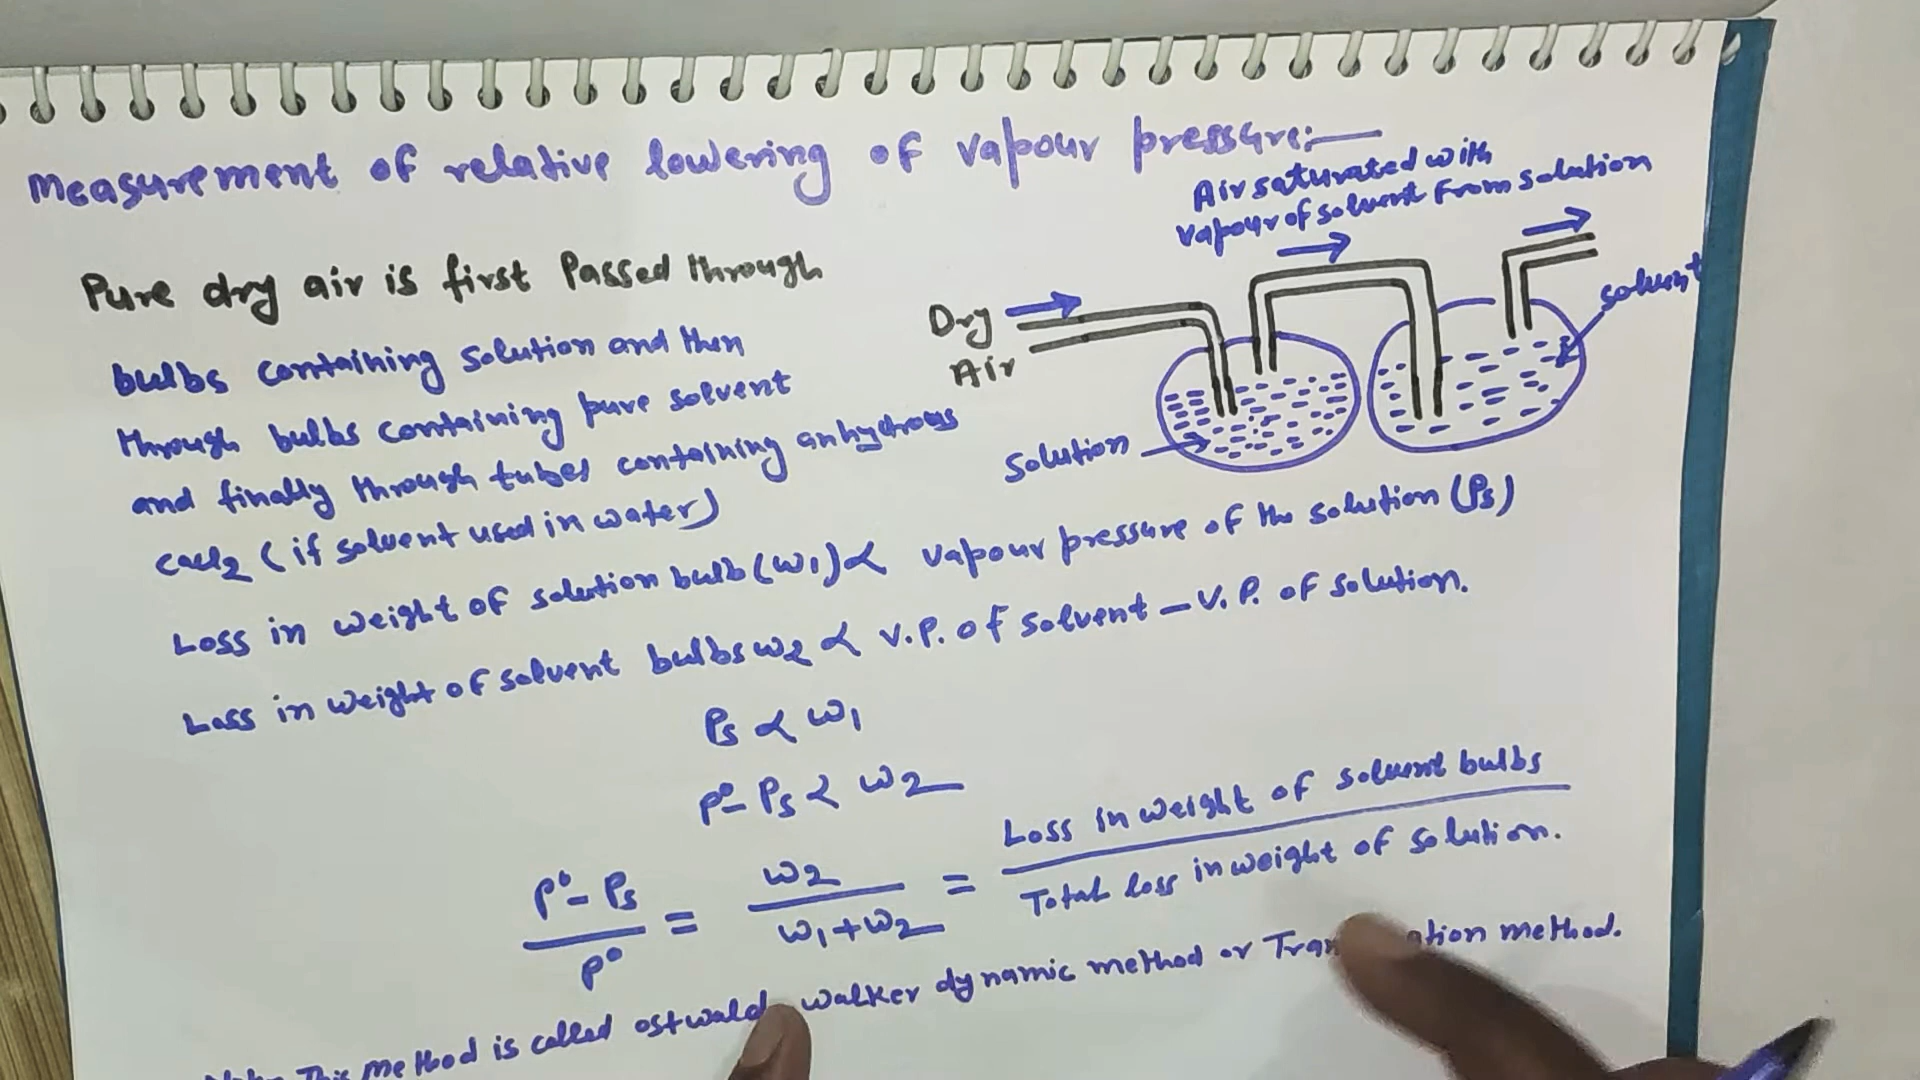 Measurement of relative lowering of vapour pressure:—
Air saturated with
vapour of solvent from solution
Pure dry air is first Passed through
Dry
Air
solvent
bulbs containing solution and then
through bulbs containing pure solvent
and finally through tubes containing anhydrous
solution
CaCl2 (if solvent used in water)
Loss in weight of solution bulb (w1) ∝ vapour pressure of the solution (Ps)
Loss in weight of solvent bulbs w2 ∝ V.P. of solvent – V.P. of solution.
Ps ∝ w1
P° – Ps ∝ w2
P° – Ps / P° = w2 / w1 + w2 = Loss in weight of solvent bulbs / Total loss in weight of solution.
This method is called ostwald walker dynamic method or method.